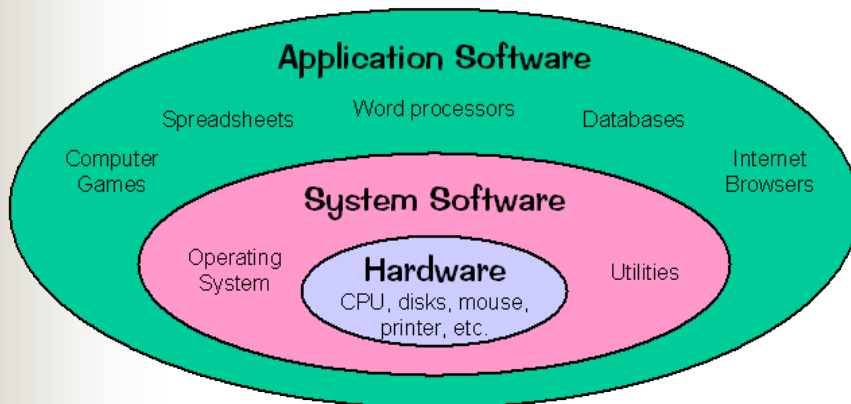 Application Software
Spreadsheets
Word processors
Databases
Computer
Games
Internet
Browsers
System Software
Operating
System
Utilities
Hardware
CPU, disks, mouse,
printer, etc.